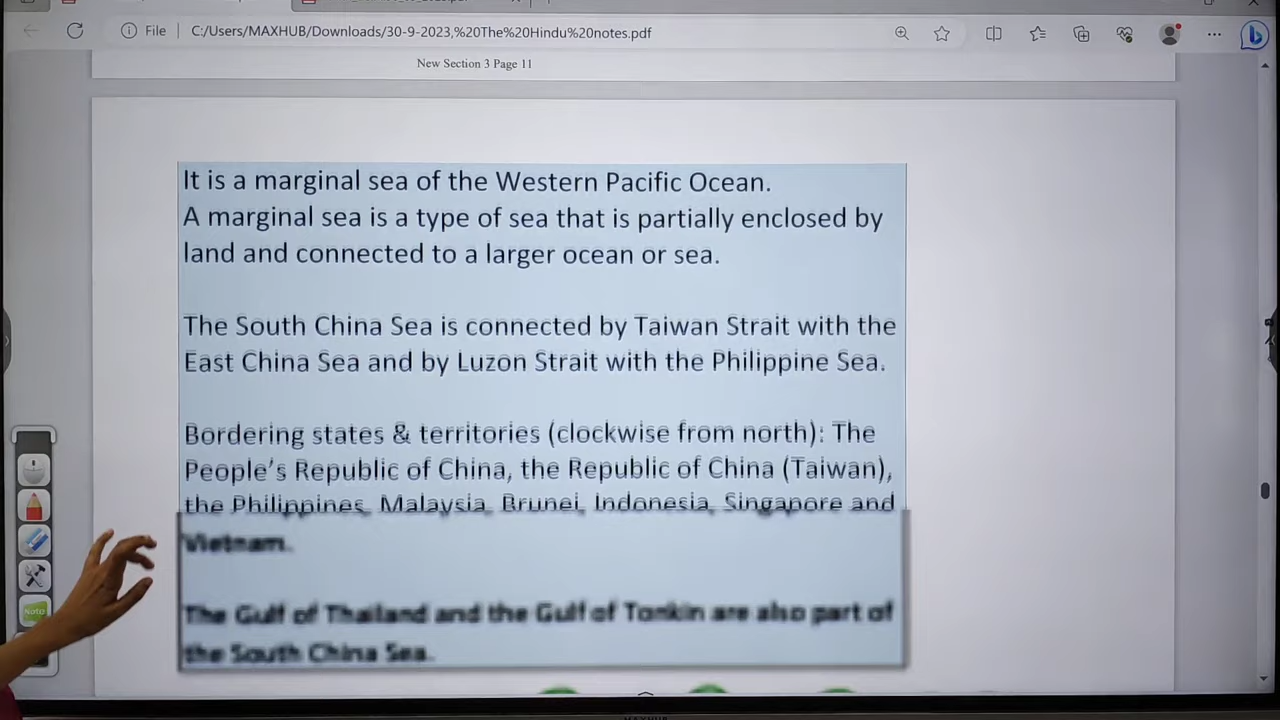 File C:/Users/MAXHUB/Downloads/30-9-2023,%20The%20Hindu%20notes.pdf
New Section 3 Page 11
It is a marginal sea of the Western Pacific Ocean.
A marginal sea is a type of sea that is partially enclosed by
land and connected to a larger ocean or sea.
The South China Sea is connected by Taiwan Strait with the
East China Sea and by Luzon Strait with the Philippine Sea.
Bordering states & territories (clockwise from north): The
People's Republic of China, the Republic of China (Taiwan),
the Philippines, Malaysia, Brunei, Indonesia, Singapore and
Vietnam.
The Gulf of Thailand and the Gulf of Tonkin are also part of
the South China Sea.
Note
MAXHUB